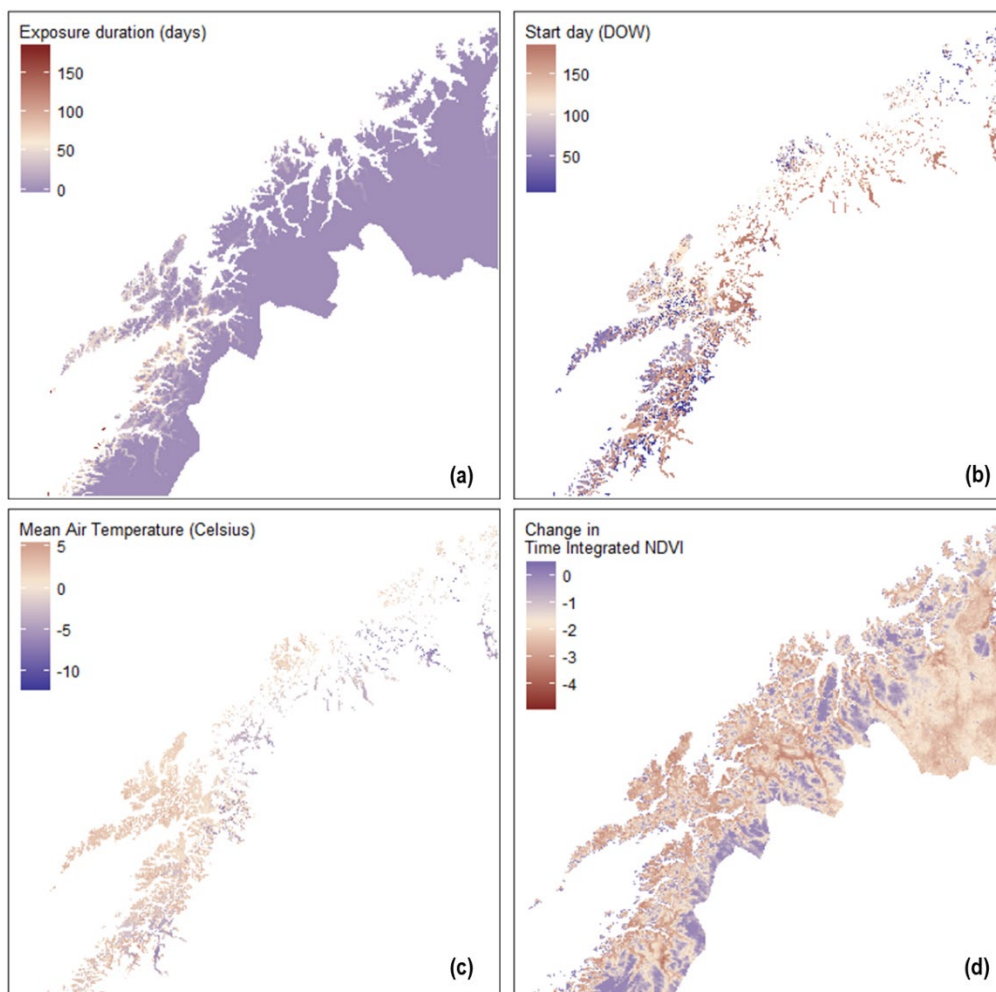 Exposure duration (days)
150
100
50
0
(a)
Start day (DOW)
150
100
50
(b)
Mean Air Temperature (Celsius)
5
0
-5
-10
(c)
Change in
Time Integrated NDVI
0
-1
-2
-3
-4
(d)